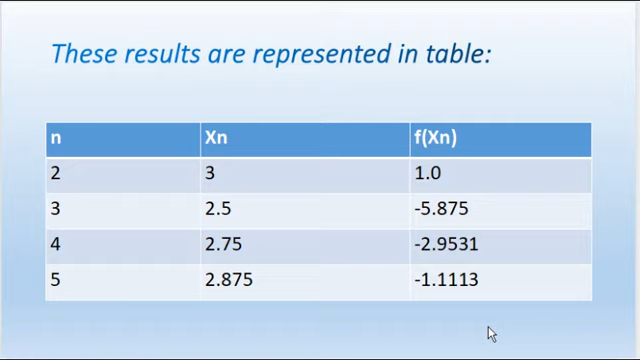 These results are represented in table:
n Xn f(Xn)
2 3 1.0
3 2.5 -5.875
4 2.75 -2.9531
5 2.875 -1.1113